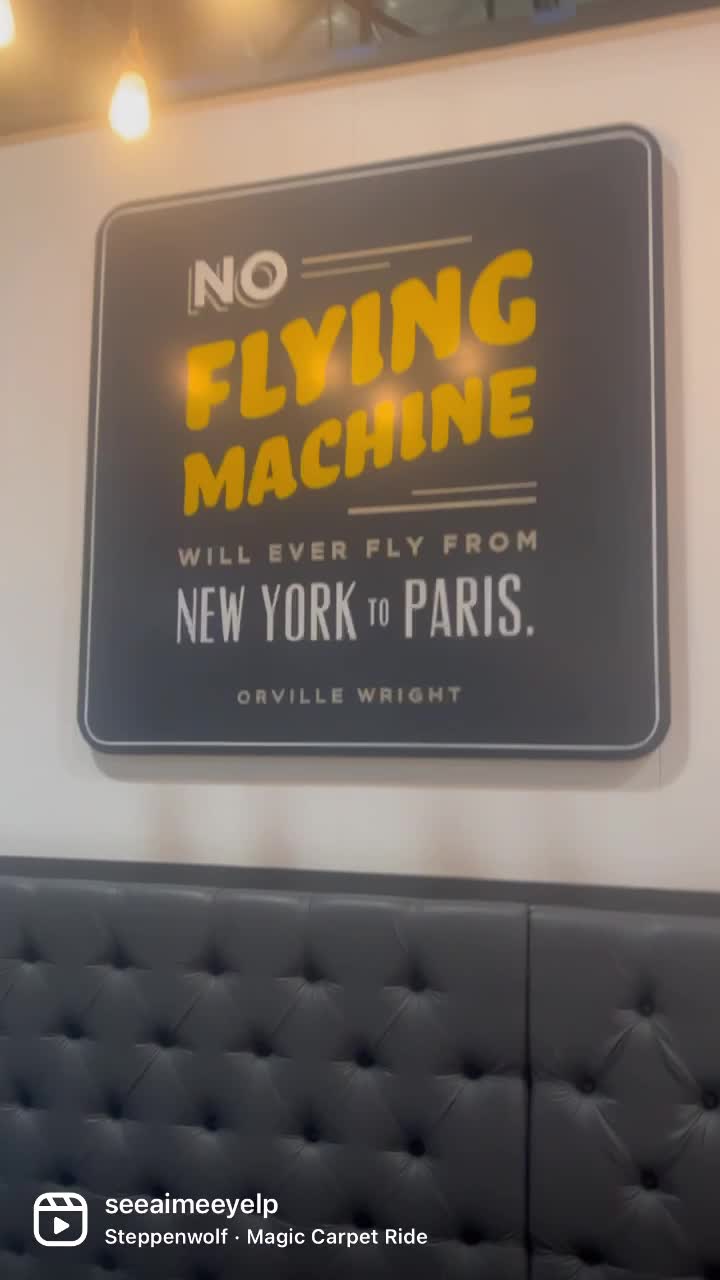 NO
FLYING
MACHINE
WILL EVER FLY FROM
NEW YORK TO PARIS.
ORVILLE WRIGHT
seeaimeeyelp
Steppenwolf · Magic Carpet Ride